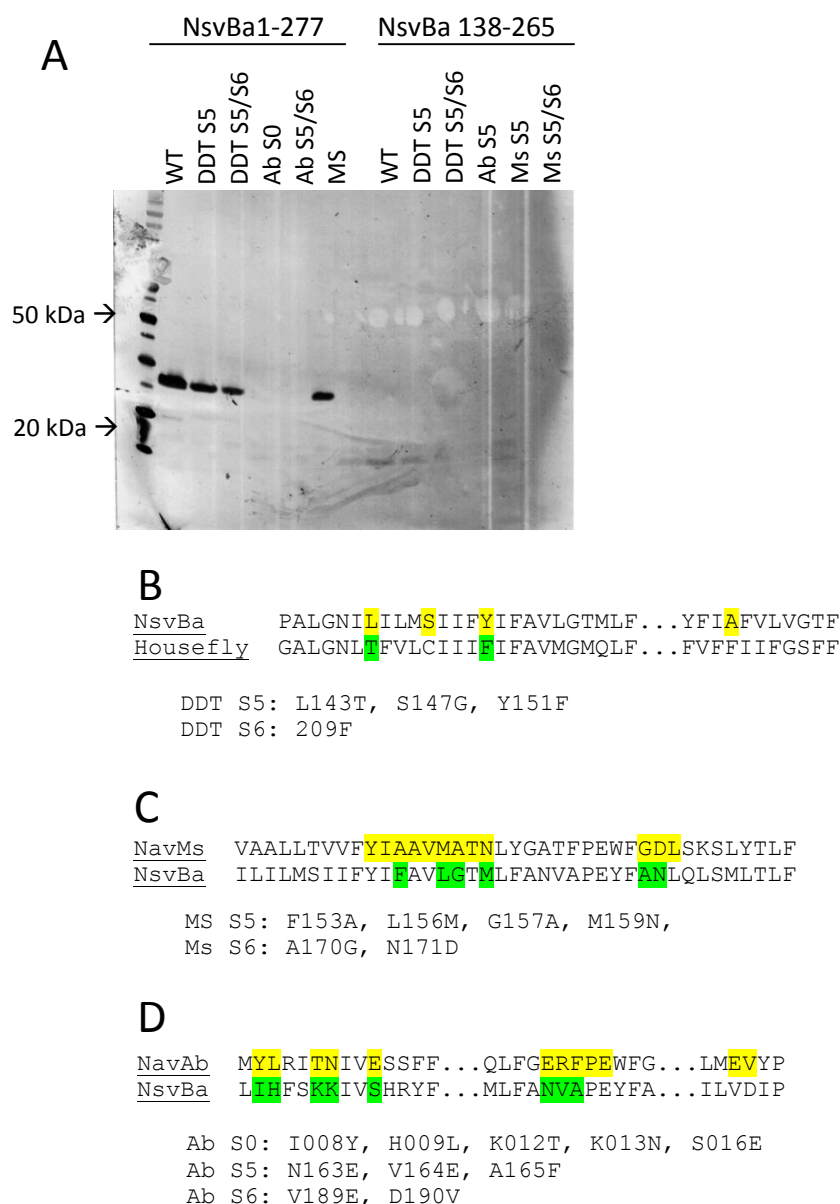 A
NsvBa1-277 NsvBa 138-265
WT DDT S5 DDT S5/S6 Ab S0 Ab S5/S6 MS WT DDT S5 DDT S5/S6 Ab S5 Ms S5 Ms S5/S6
50 kDa →
20 kDa →
B
NsvBa PALGNILILMSIIFYIFAVLGTMLF...YFIAFVLVGTF
Housefly GALGNLTFVLCIIIFIFAVMGMQLF...FVFFIIFGSFF
DDT S5: L143T, S147G, Y151F
DDT S6: 209F
C
NavMs VAALLTVVFYIAAVMATNLYGATFPEWFGDLSKSLYTLF
NsvBa ILILMSIIFYIFAVLGTMLFANVAPEYFANLQLSMLTLF
MS S5: F153A, L156M, G157A, M159N,
Ms S6: A170G, N171D
D
NavAb MYLRITNIVESSFF...QLFGERFPEWFG...LMEVYP
NsvBa LIHFSKKIVSHRYF...MLFANVAPEYFA...ILVDIP
Ab S0: I008Y, H009L, K012T, K013N, S016E
Ab S5: N163E, V164E, A165F
Ab S6: V189E, D190V